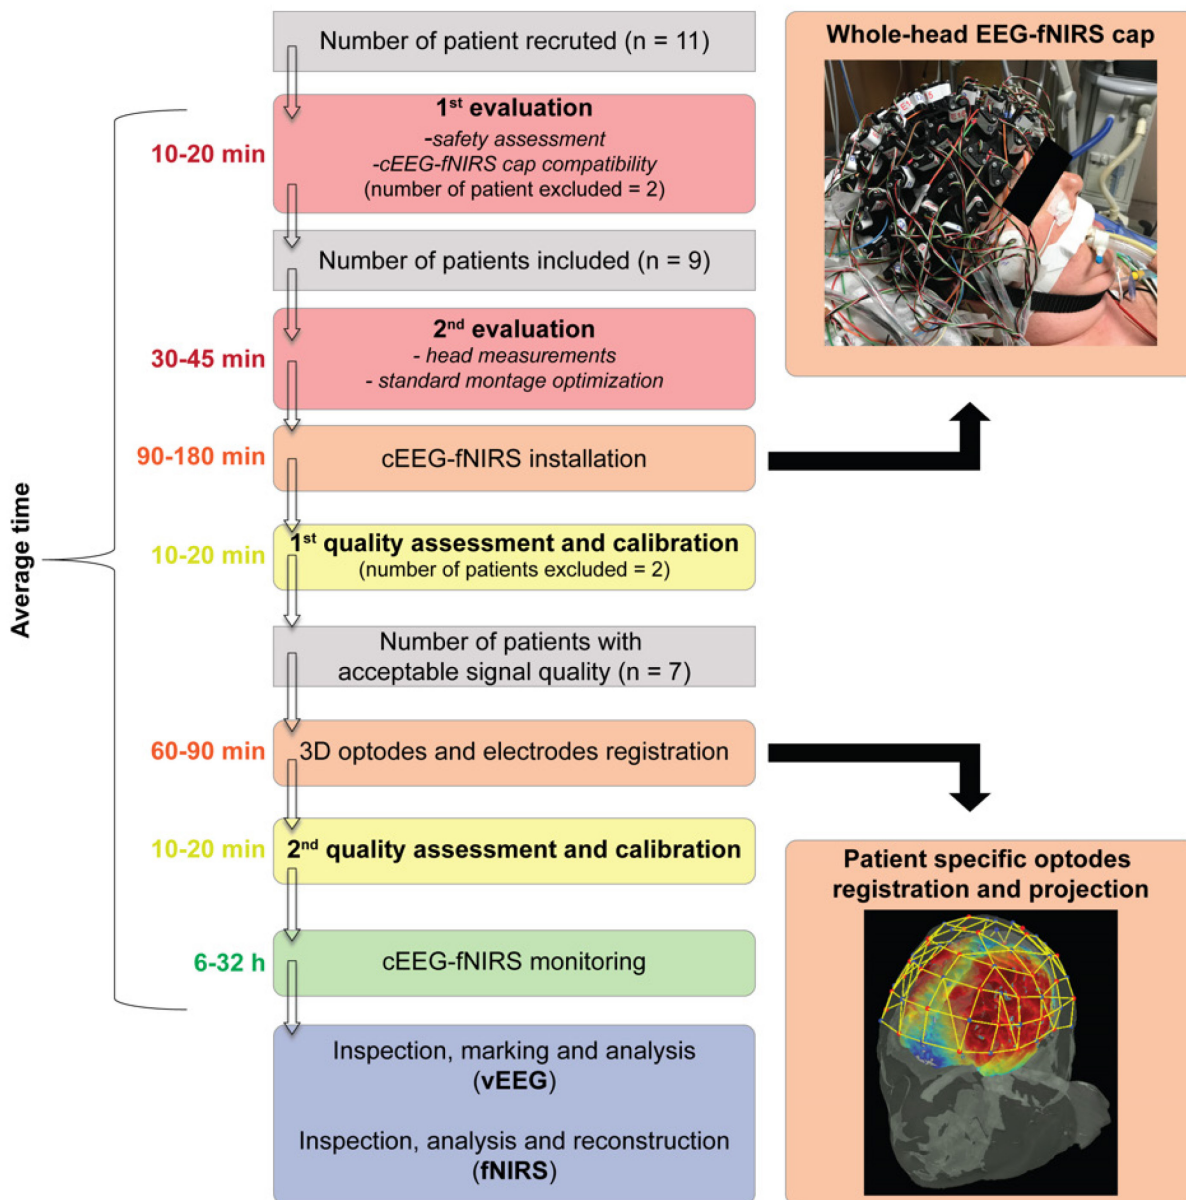 Number of patient recruted (n = 11)
Whole-head EEG-fNIRS cap
1st evaluation
-safety assessment
-cEEG-fNIRS cap compatibility
(number of patient excluded = 2)
10-20 min
Number of patients included (n = 9)
2nd evaluation
- head measurements
- standard montage optimization
30-45 min
90-180 min
cEEG-fNIRS installation
Average time
10-20 min
1st quality assessment and calibration
(number of patients excluded = 2)
Number of patients with
acceptable signal quality (n = 7)
60-90 min
3D optodes and electrodes registration
10-20 min
2nd quality assessment and calibration
Patient specific optodes
registration and projection
6-32 h
cEEG-fNIRS monitoring
Inspection, marking and analysis
(vEEG)
Inspection, analysis and reconstruction
(fNIRS)